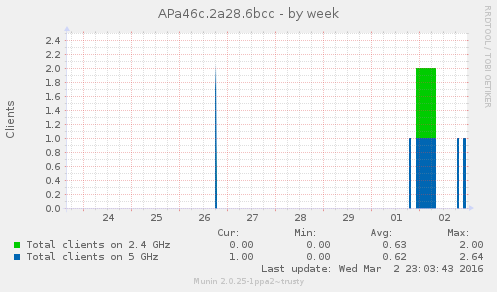 APa46c.2a28.6bcc - by week
RRDTOOL / TOBI OETIKER
Clients
2.4
2.2
2.0
1.8
1.6
1.4
1.2
1.0
0.8
0.6
0.4
0.2
0.0
24 25 26 27 28 29 01 02
Cur: Min: Avg: Max:
Total clients on 2.4 GHz 0.00 0.00 0.63 2.00
Total clients on 5 GHz 1.00 0.00 0.62 2.64
Last update: Wed Mar 2 23:03:43 2016
Munin 2.0.25-1ppa2~trusty